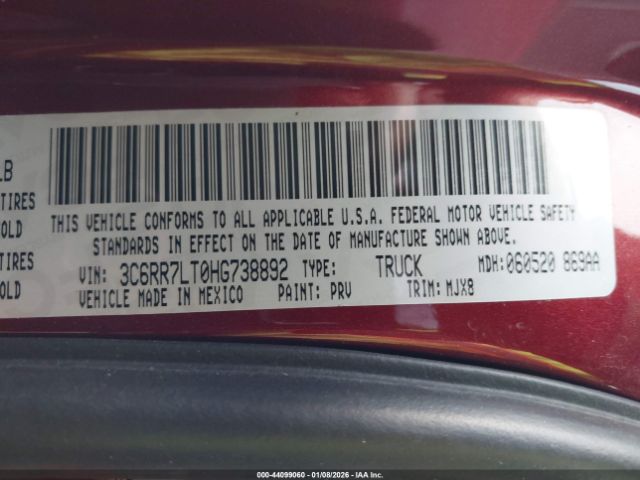 LB
TIRES
OLD
TIRES
OLD
THIS VEHICLE CONFORMS TO ALL APPLICABLE U.S.A. FEDERAL MOTOR VEHICLE SAFETY
STANDARDS IN EFFECT ON THE DATE OF MANUFACTURE SHOWN ABOVE.
VIN: 3C6RR7LT0HG738892 TYPE: TRUCK MDH: 060520 869AA
VEHICLE MADE IN MEXICO PAINT: PRV TRIM: MJX8
000-44099060 - 01/08/2026 - COPYRIGHT © IAA